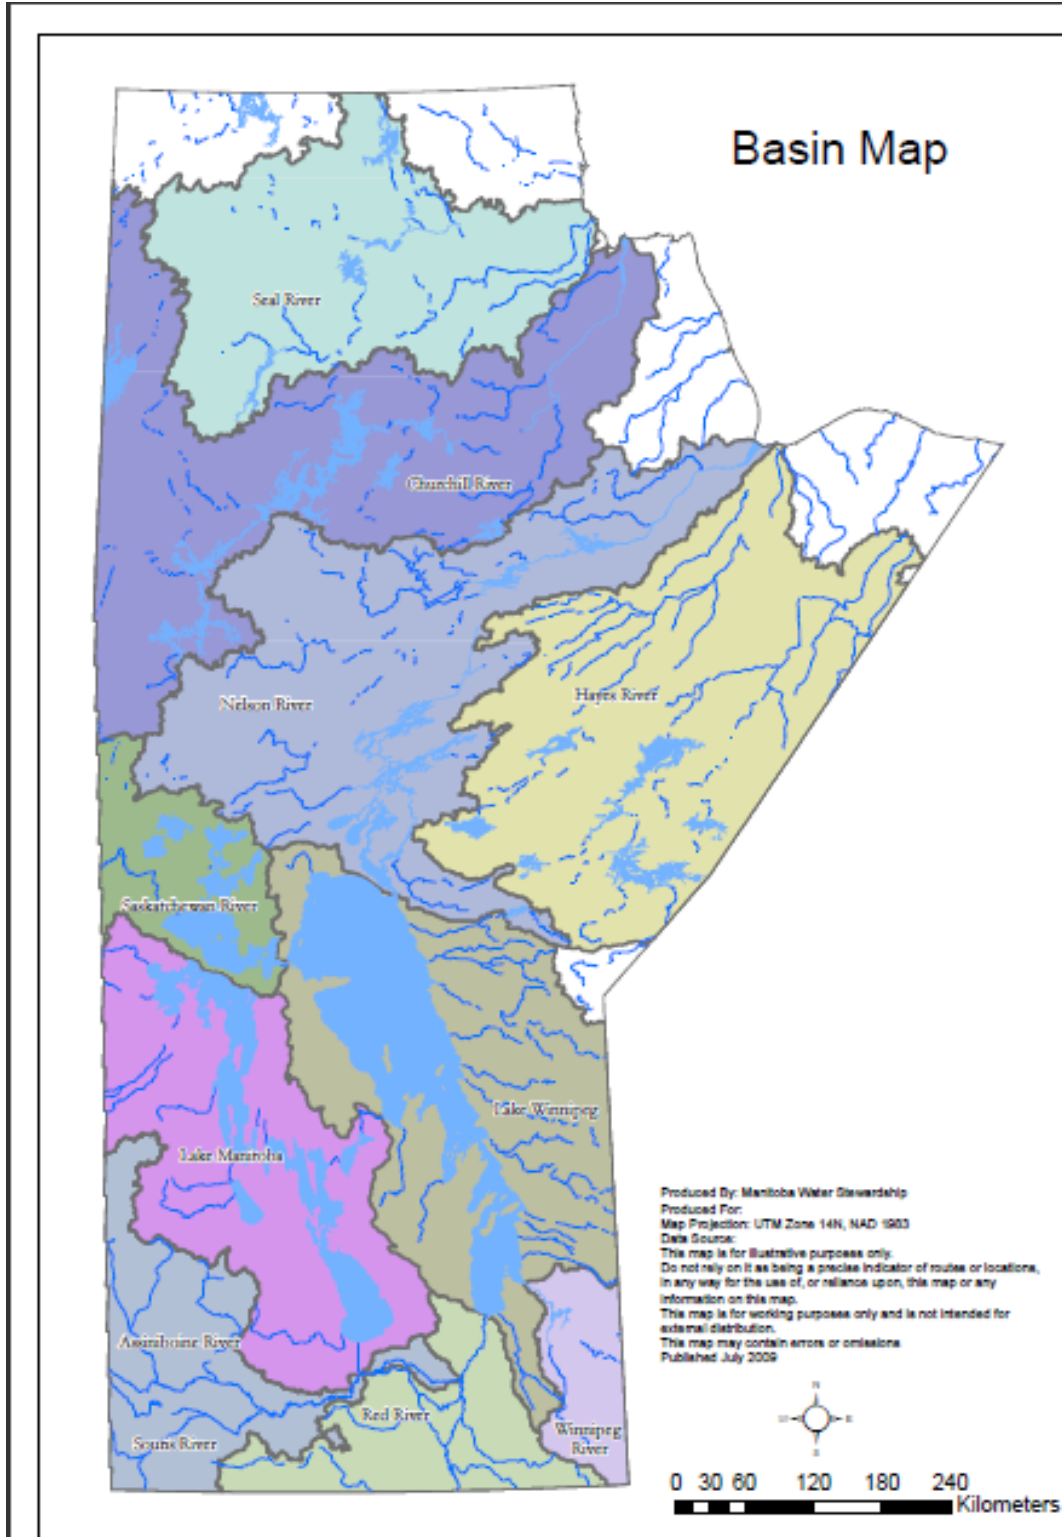 Basin Map
Seal River
Churchill River
Nelson River
Hayes River
Saskatchewan River
Lake Winnipeg
Lake Manitoba
Assiniboine River
Red River
Souris River
Winnipeg
River
Produced By: Manitoba Water Stewardship
Produced For:
Map Projection: UTM Zone 14N, NAD 1983
Data Source:
This map is for illustrative purposes only.
Do not rely on it as being a precise indicator of routes or locations,
in any way for the use of, or reliance upon, this map or any
information on this map.
This map is for working purposes only and is not intended for
external distribution.
This map may contain errors or omissions
Published July 2009
N
E
S
0 30 60 120 180 240
Kilometers